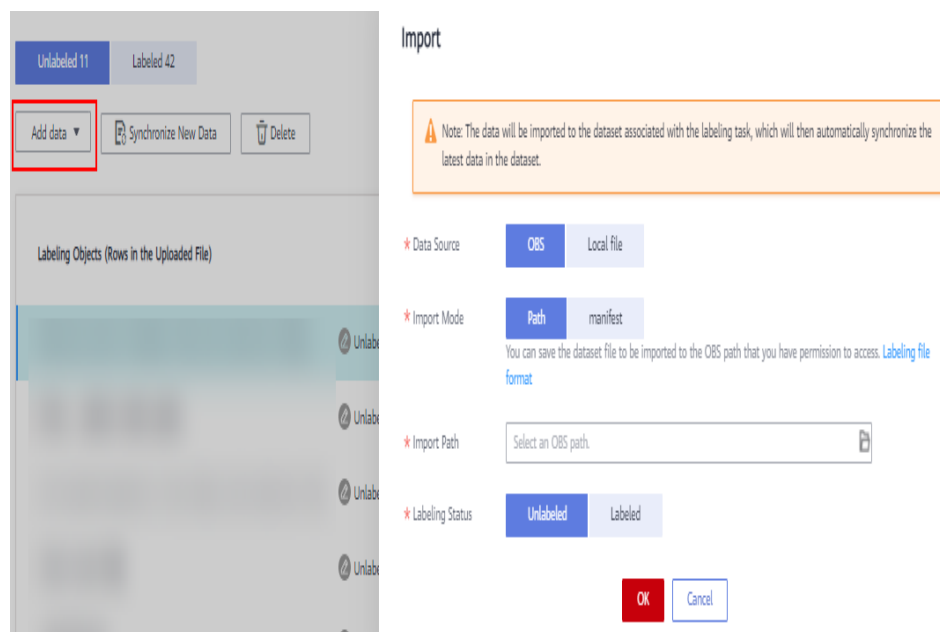 Unlabeled 11
Labeled 42
Add data
Synchronize New Data
Delete
Labeling Objects (Rows in the Uploaded File)
Unlabe
Unlabe
Unlabe
Unlabe
Import
Note: The data will be imported to the dataset associated with the labeling task, which will then automatically synchronize the
latest data in the dataset.
* Data Source
OBS
Local file
* Import Mode
Path
manifest
You can save the dataset file to be imported to the OBS path that you have permission to access. Labeling file
format
* Import Path
Select an OBS path.
* Labeling Status
Unlabeled
Labeled
OK
Cancel